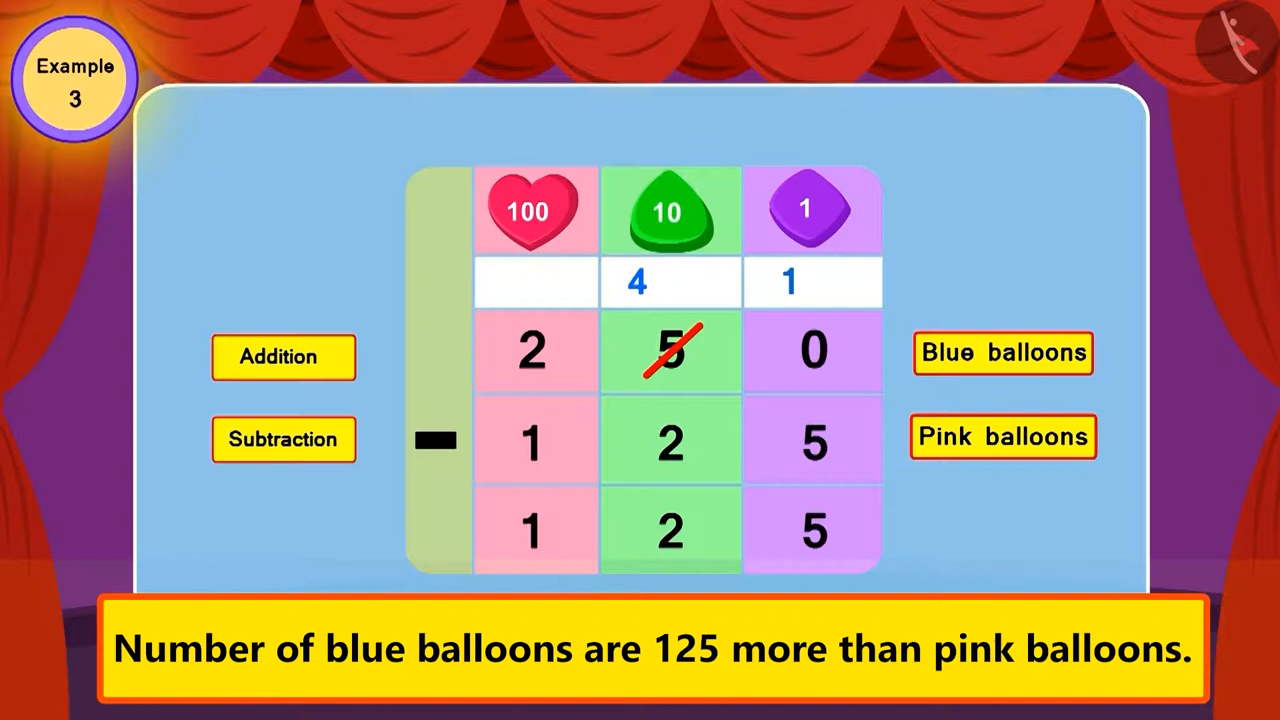 Example
3
100 10 1
4 1
2 5 0
Addition
Blue balloons
- 1 2 5
Subtraction
Pink balloons
1 2 5
Number of blue balloons are 125 more than pink balloons.